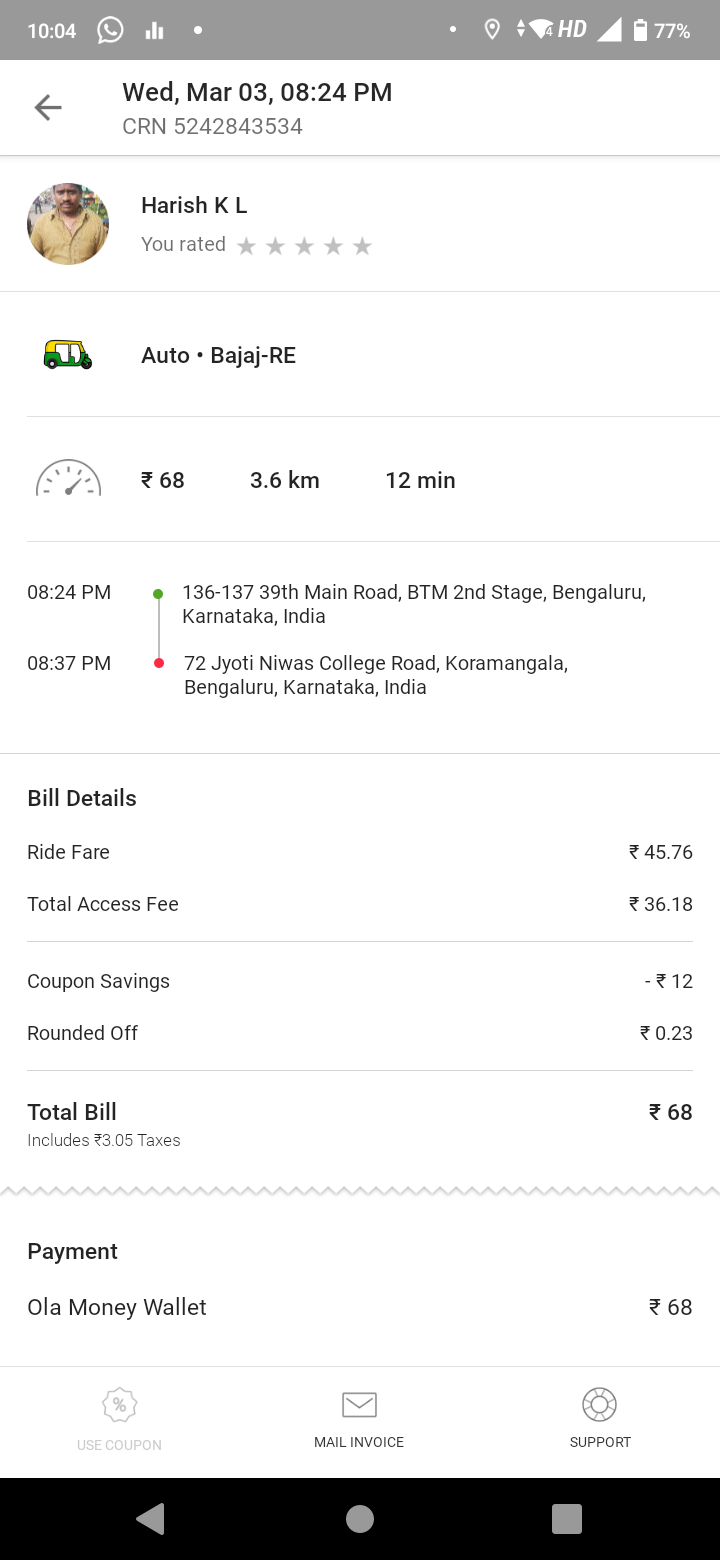 10:04 4 HD 77%
Wed, Mar 03, 08:24 PM
CRN 5242843534
Harish K L
You rated
Auto • Bajaj-RE
₹ 68 3.6 km 12 min
08:24 PM 136-137 39th Main Road, BTM 2nd Stage, Bengaluru,
Karnataka, India
08:37 PM 72 Jyoti Niwas College Road, Koramangala,
Bengaluru, Karnataka, India
Bill Details
Ride Fare ₹ 45.76
Total Access Fee ₹ 36.18
Coupon Savings - ₹ 12
Rounded Off ₹ 0.23
Total Bill ₹ 68
Includes ₹3.05 Taxes
Payment
Ola Money Wallet ₹ 68
%
USE COUPON MAIL INVOICE SUPPORT